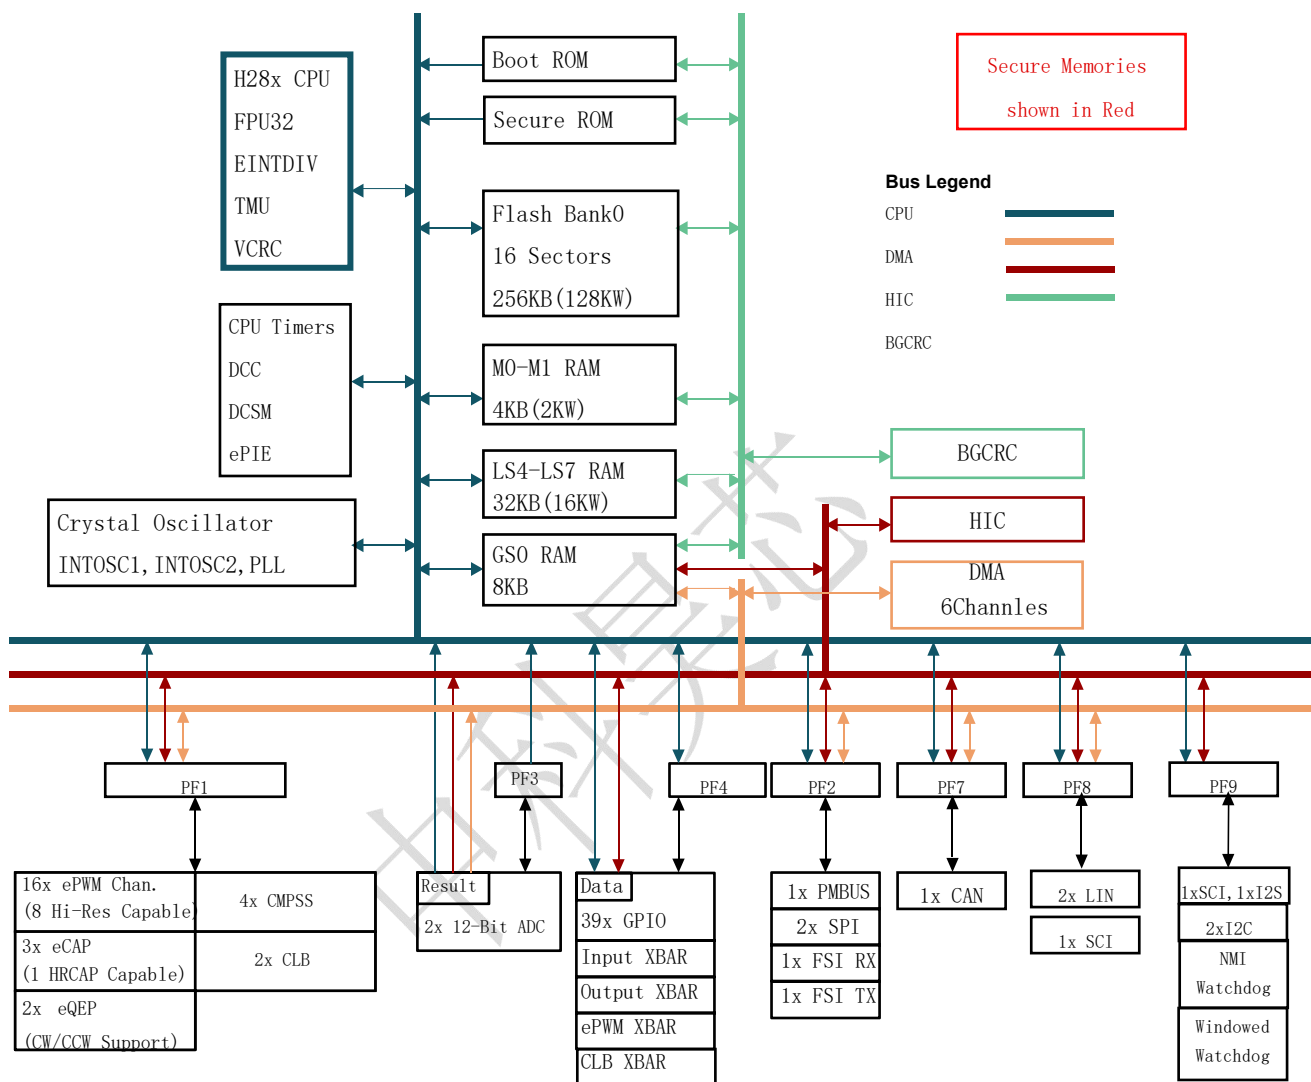 Boot ROM
Secure ROM
H28x CPU
FPU32
EINTDIV
TMU
VCRC
Secure Memories
shown in Red
Bus Legend
CPU
DMA
HIC
BGCRC
Flash Bank0
16 Sectors
256KB(128KW)
CPU Timers
DCC
DCSM
ePIE
M0-M1 RAM
4KB(2KW)
LS4-LS7 RAM
32KB(16KW)
BGCRC
Crystal Oscillator
INTOSC1,INTOSC2,PLL
GS0 RAM
8KB
HIC
DMA
6Channles
中科昊芯
PF1
PF3
PF4
PF2
PF7
PF8
PF9
16x ePWM Chan.
(8 Hi-Res Capable)
4x CMPSS
3x eCAP
(1 HRCAP Capable)
2x CLB
2x eQEP
(CW/CCW Support)
Result
2x 12-Bit ADC
Data
39x GPIO
Input XBAR
Output XBAR
ePWM XBAR
CLB XBAR
1x PMBUS
2x SPI
1x FSI RX
1x FSI TX
1x CAN
2x LIN
1x SCI
1xSCI,1xI2S
2xI2C
NMI
Watchdog
Windowed
Watchdog